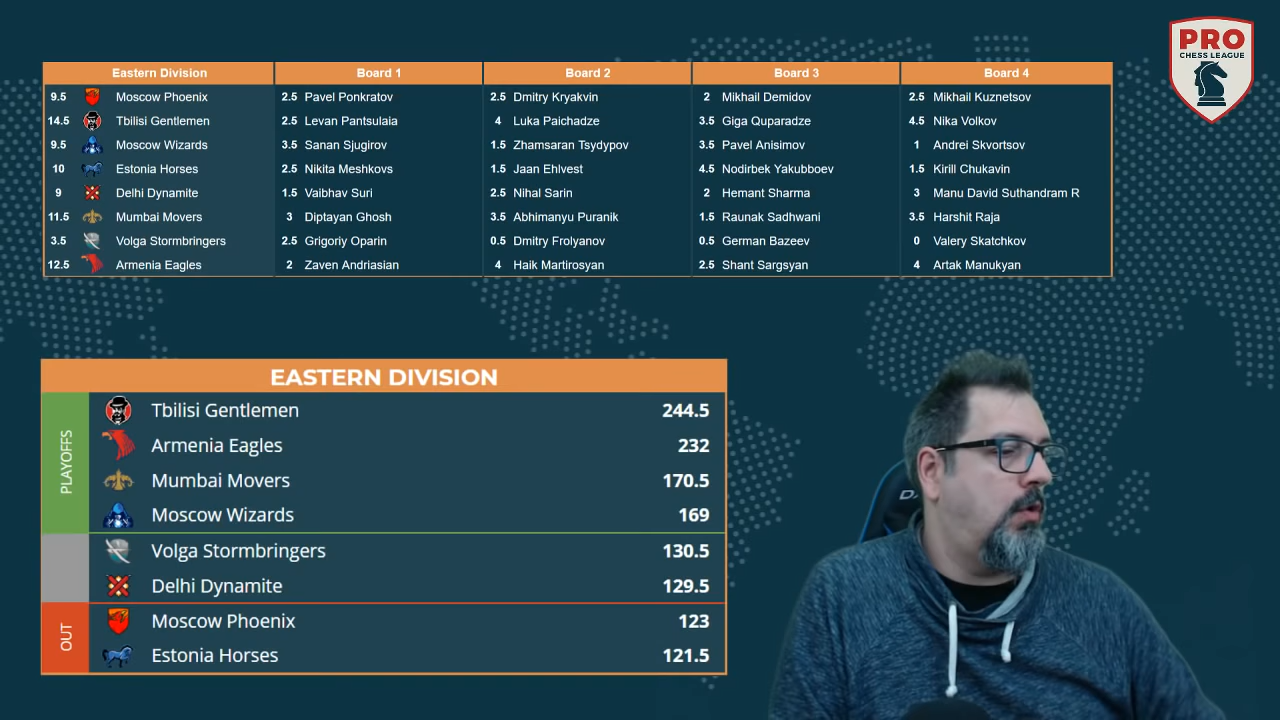 PRO
CHESS LEAGUE
Eastern Division Board 1 Board 2 Board 3 Board 4
9.5 Moscow Phoenix 2.5 Pavel Ponkratov 2.5 Dmitry Kryakvin 2 Mikhail Demidov 2.5 Mikhail Kuznetsov
14.5 Tbilisi Gentlemen 2.5 Levan Pantsulaia 4 Luka Paichadze 3.5 Giga Quparadze 4.5 Nika Volkov
9.5 Moscow Wizards 3.5 Sanan Sjugirov 1.5 Zhamsaran Tsydypov 3.5 Pavel Anisimov 1 Andrei Skvortsov
10 Estonia Horses 2.5 Nikita Meshkovs 1.5 Jaan Ehlvest 4.5 Nodirbek Yakubboev 1.5 Kirill Chukavin
9 Delhi Dynamite 1.5 Vaibhav Suri 2.5 Nihal Sarin 2 Hemant Sharma 3 Manu David Suthandram R
11.5 Mumbai Movers 3 Diptayan Ghosh 3.5 Abhimanyu Puranik 1.5 Raunak Sadhwani 3.5 Harshit Raja
3.5 Volga Stormbringers 2.5 Grigoriy Oparin 0.5 Dmitry Frolyanov 0.5 German Bazeev 0 Valery Skatchkov
12.5 Armenia Eagles 2 Zaven Andriasian 4 Haik Martirosyan 2.5 Shant Sargsyan 4 Artak Manukyan
EASTERN DIVISION
PLAYOFFS
Tbilisi Gentlemen 244.5
Armenia Eagles 232
Mumbai Movers 170.5
Moscow Wizards 169
Volga Stormbringers 130.5
Delhi Dynamite 129.5
OUT
Moscow Phoenix 123
Estonia Horses 121.5